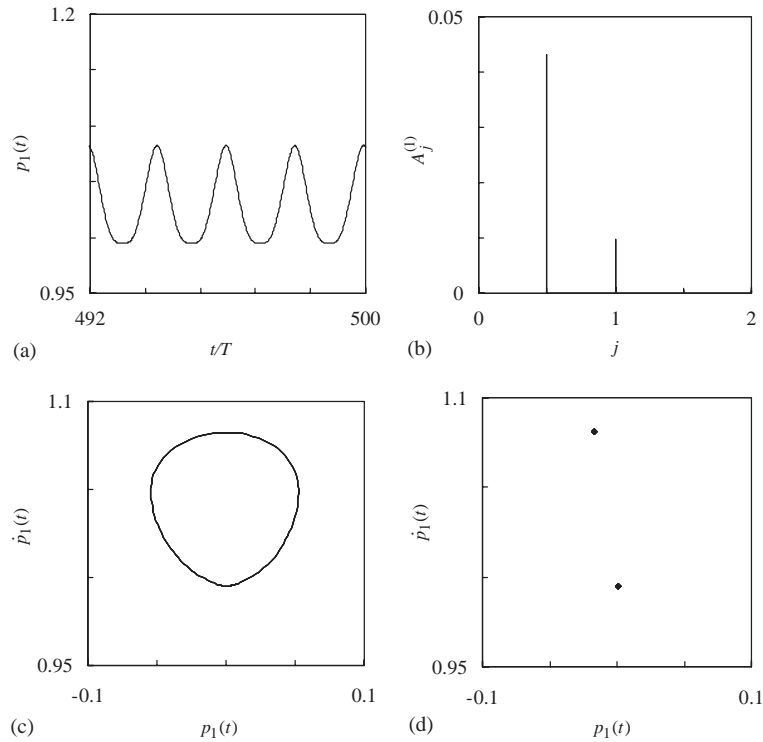 1.2
p₁(t)
0.95
492
500
(a)
t/T
0.05
A_j^(1)
0
0
1
2
(b)
j
1.1
ṗ₁(t)
0.95
-0.1
0.1
(c)
p₁(t)
1.1
ṗ₁(t)
0.95
-0.1
0.1
(d)
p₁(t)